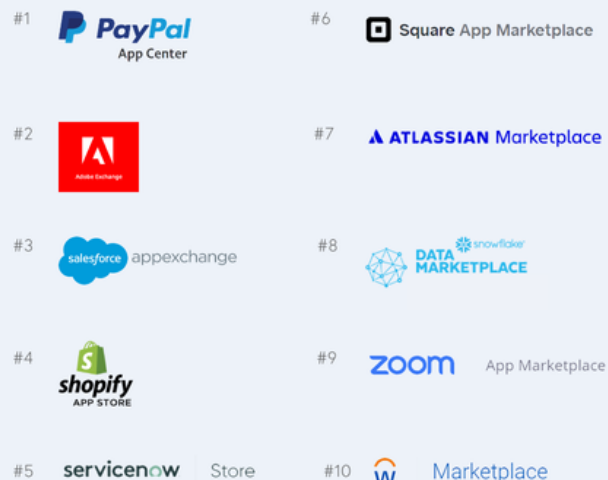 #1
PayPal
App Center
#2
Adobe Exchange
#3
salesforce appexchange
#4
shopify
APP STORE
#5
servicenow Store
#6
Square App Marketplace
#7
ATLASSIAN Marketplace
#8
snowflake®
DATA
MARKETPLACE
#9
zoom App Marketplace
#10
w Marketplace